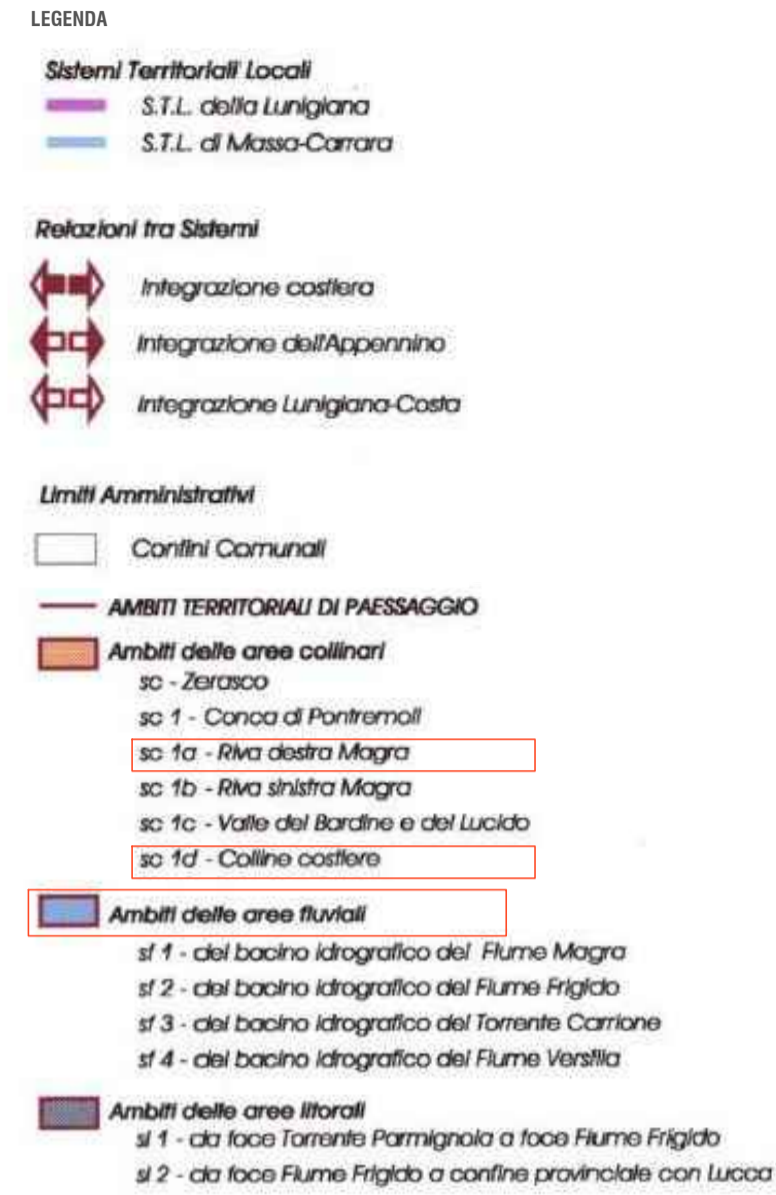 LEGENDA
Sistemi Territoriali Locali
S.T.L. della Lunigiana
S.T.L. di Massa-Carrara
Relazioni tra Sistemi
Integrazione costiera
Integrazione dell'Appennino
Integrazione Lunigiana-Costa
Limiti Amministrativi
Confini Comunali
AMBITI TERRITORIALI DI PAESSAGGIO
Ambiti delle aree collinari
sc - Zerasco
sc 1 - Conca di Pontremoli
sc 1a - Riva destra Magra
sc 1b - Riva sinistra Magra
sc 1c - Valle del Bardine e del Lucido
sc 1d - Colline costiere
Ambiti delle aree fluviali
sf 1 - del bacino idrografico del Fiume Magra
sf 2 - del bacino idrografico del Fiume Frigido
sf 3 - del bacino idrografico del Torrente Carrione
sf 4 - del bacino idrografico del Fiume Versilia
Ambiti delle aree litorali
sl 1 - da foce Torrente Parmignola a foce Fiume Frigido
sl 2 - da foce Fiume Frigido a confine provinciale con Lucca